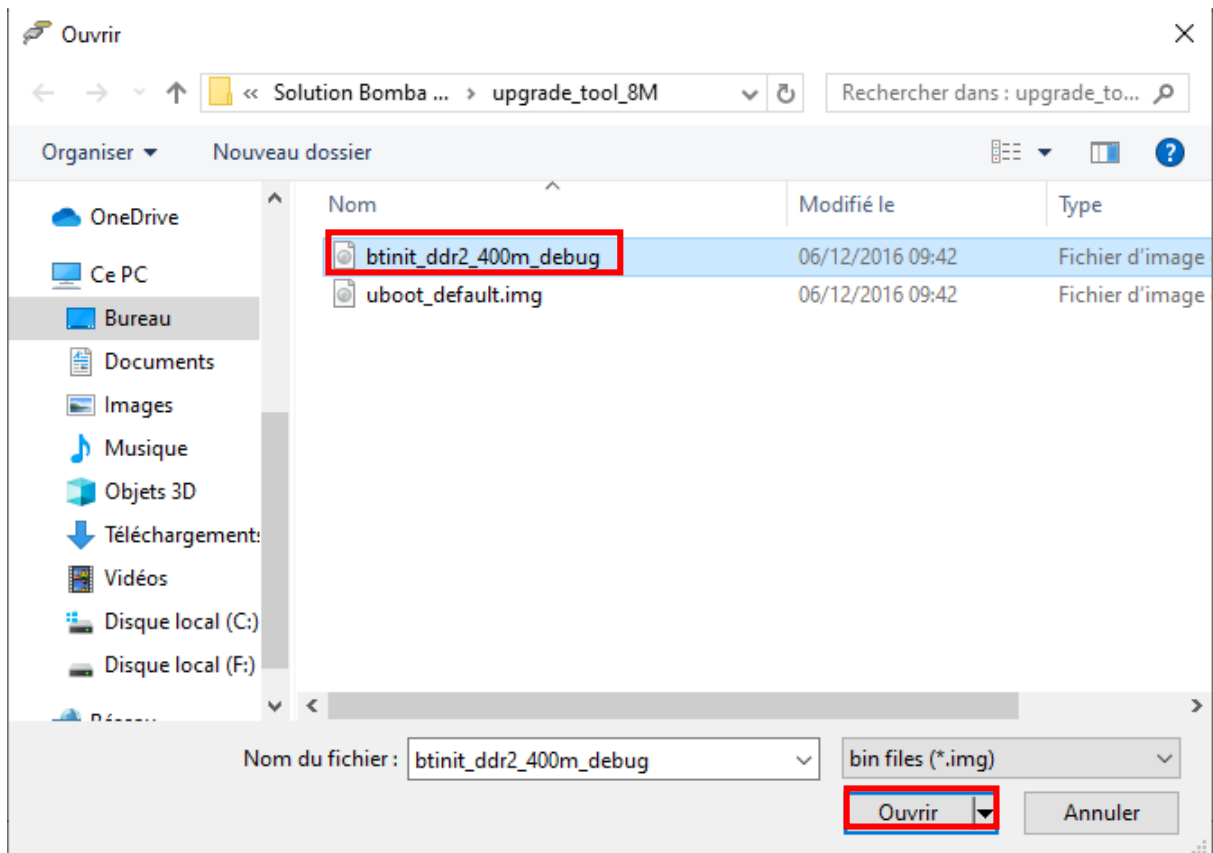 Ouvrir
« Solution Bomba ... › upgrade_tool_8M
Rechercher dans : upgrade_to...
Organiser
Nouveau dossier
?
OneDrive
Ce PC
Bureau
Documents
Images
Musique
Objets 3D
Téléchargement
Vidéos
Disque local (C:)
Disque local (F:)
Nom Modifié le Type
btinit_ddr2_400m_debug 06/12/2016 09:42 Fichier d'image
uboot_default.img 06/12/2016 09:42 Fichier d'image
Nom du fichier : btinit_ddr2_400m_debug bin files (*.img)
Ouvrir Annuler